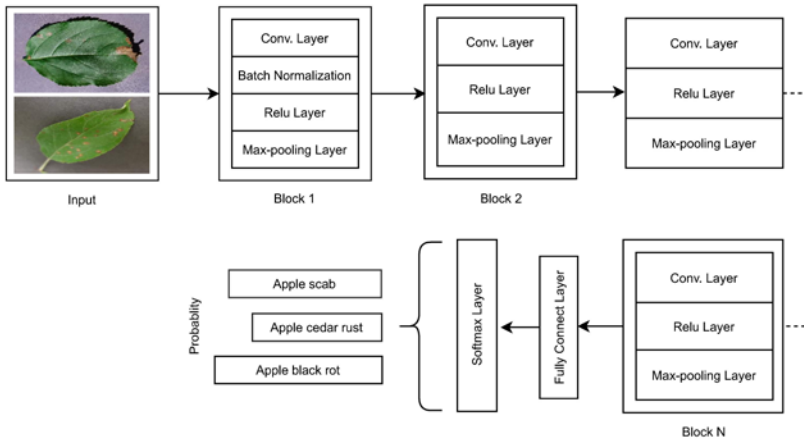 Conv. Layer
Batch Normalization
Relu Layer
Max-pooling Layer
Conv. Layer
Relu Layer
Max-pooling Layer
Conv. Layer
Relu Layer
Max-pooling Layer
Input
Block 1
Block 2
Probablity
Apple scab
Apple cedar rust
Apple black rot
Softmax Layer
Fully Connect Layer
Conv. Layer
Relu Layer
Max-pooling Layer
Block N